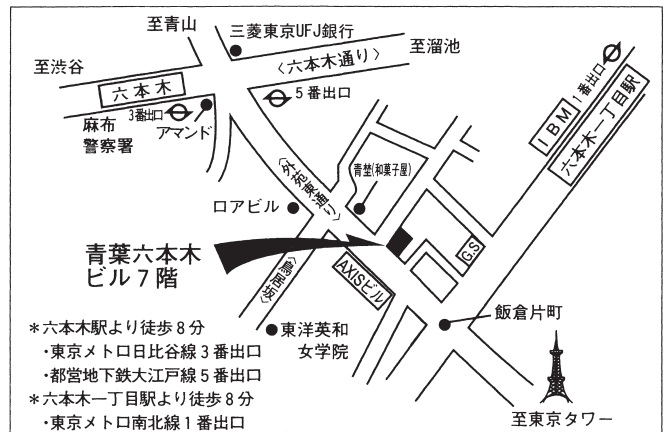 至青山
三菱東京UFJ銀行
至渋谷
〈六本木通り〉
至溜池
六本木
3番出口
5番出口
アマンド
麻布
警察署
1番出口
IBM
六本木一丁目駅
〈外苑東通り〉
青埜(和菓子屋)
ロアビル
青葉六本木
ビル7階
〈鳥居坂〉
AXISビル
G.S
飯倉片町
東洋英和
女学院
至東京タワー
*六本木駅より徒歩8分
・東京メトロ日比谷線3番出口
・都営地下鉄大江戸線5番出口
*六本木一丁目駅より徒歩8分
・東京メトロ南北線1番出口